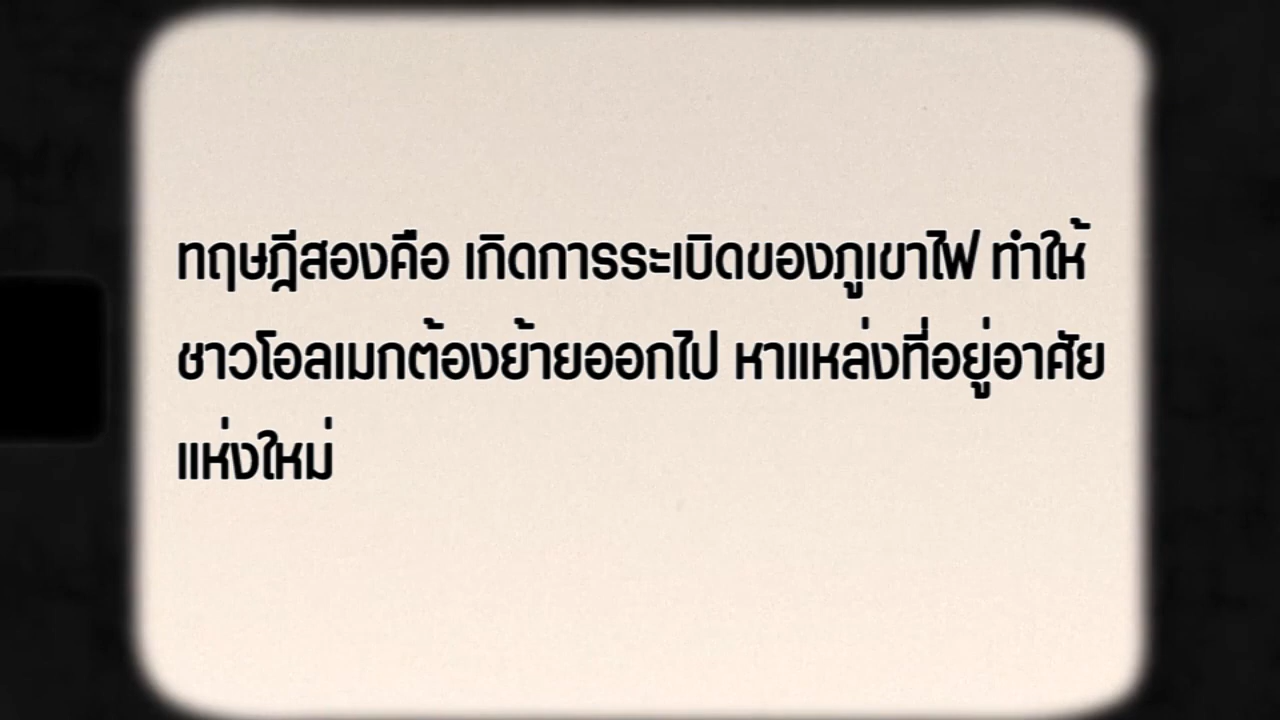 ทฤษฎีสองคือ เกิดการระเบิดของภูเขาไฟ ทำให้
ชาวโอลเมกต้องย้ายออกไป หาแหล่งที่อยู่อาศัย
แห่งใหม่